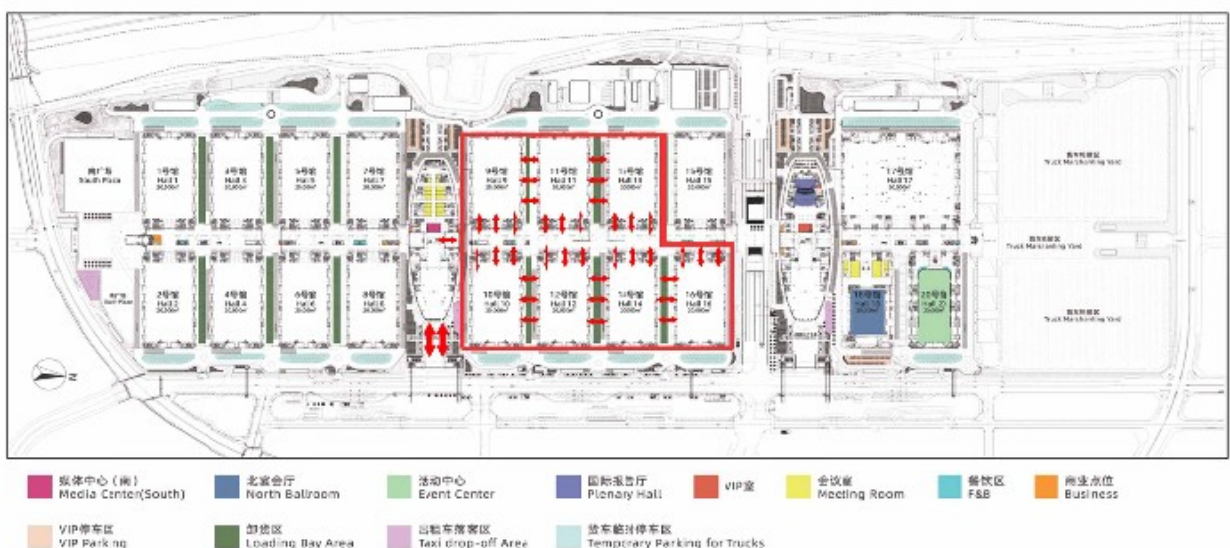 南广场
South Plaza
1号馆
Hall 1
3号馆
Hall 3
5号馆
Hall 5
7号馆
Hall 7
9号馆
Hall 9
11号馆
Hall 11
13号馆
15号馆
Hall 15
17号馆
Hall 17
2号馆
Hall 2
4号馆
Hall 4
6号馆
Hall 6
8号馆
Hall 8
10号馆
Hall 10
12号馆
Hall 12
14号馆
Hall 14
16号馆
Hall 16
18号馆
Hall 18
20号馆
Hall 20
Truck Marshalling Yard
Truck Marshalling Yard
Truck Marshalling Yard
N
媒体中心（南）
Media Center(South)
北宴会厅
North Ballroom
活动中心
Event Center
国际报告厅
Plenary Hall
VIP室
会议室
Meeting Room
餐饮区
F&B
商业点位
Business
VIP停车区
VIP Parking
卸货区
Loading Bay Area
出租车落客区
Taxi drop-off Area
货车临时停车区
Temporary Parking for Trucks